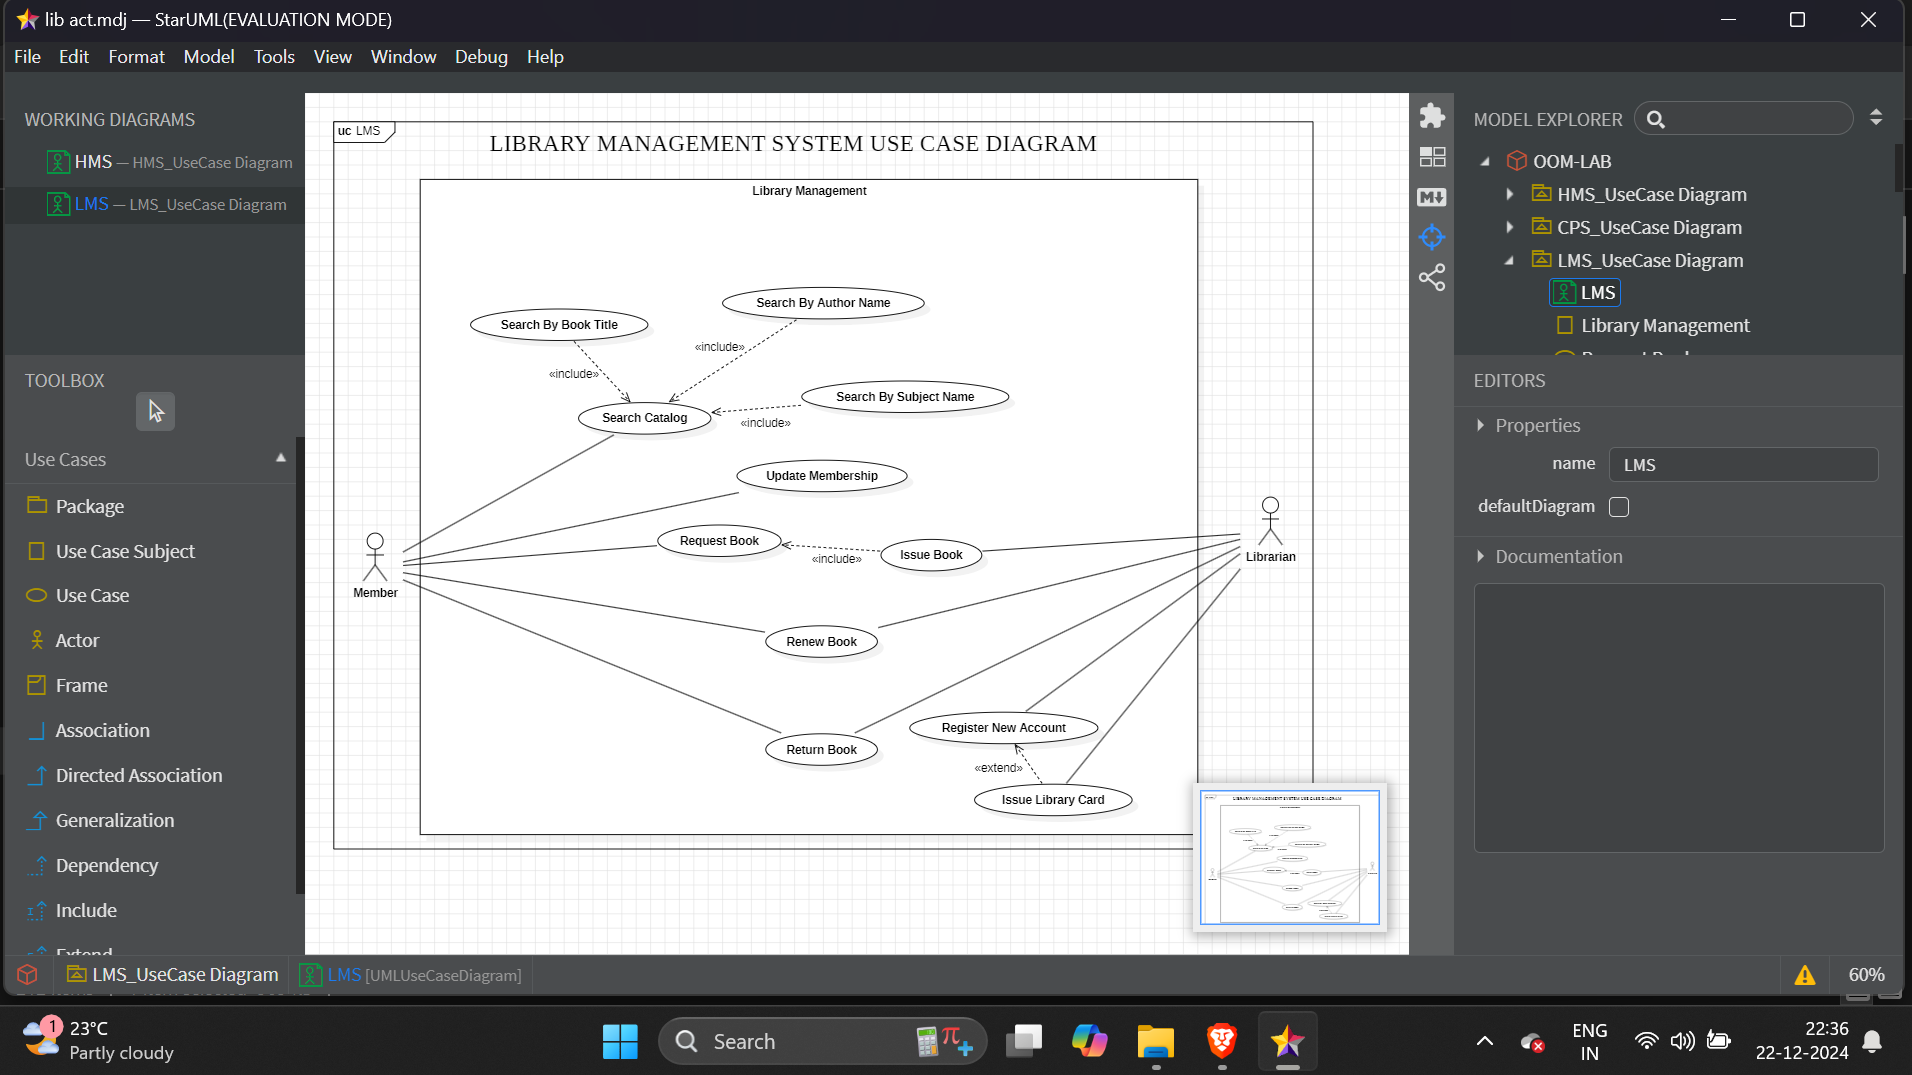 lib act.mdj — StarUML(EVALUATION MODE)
File Edit Format Model Tools View Window Debug Help
WORKING DIAGRAMS
HMS — HMS_UseCase Diagram
LMS — LMS_UseCase Diagram
TOOLBOX
Use Cases
Package
Use Case Subject
Use Case
Actor
Frame
Association
Directed Association
Generalization
Dependency
Include
Extend
uc LMS
LIBRARY MANAGEMENT SYSTEM USE CASE DIAGRAM
Library Management
Search By Author Name
Search By Book Title
«include»
«include»
Search By Subject Name
Search Catalog
«include»
Update Membership
Request Book
Issue Book
«include»
Librarian
Member
Renew Book
Register New Account
Return Book
«extend»
Issue Library Card
MODEL EXPLORER
OOM-LAB
HMS_UseCase Diagram
CPS_UseCase Diagram
LMS_UseCase Diagram
LMS
Library Management
EDITORS
Properties
name LMS
defaultDiagram
Documentation
LMS_UseCase Diagram LMS [UMLUseCaseDiagram]
60%
1
23°C
Partly cloudy
Search
ENG
IN
22:36
22-12-2024